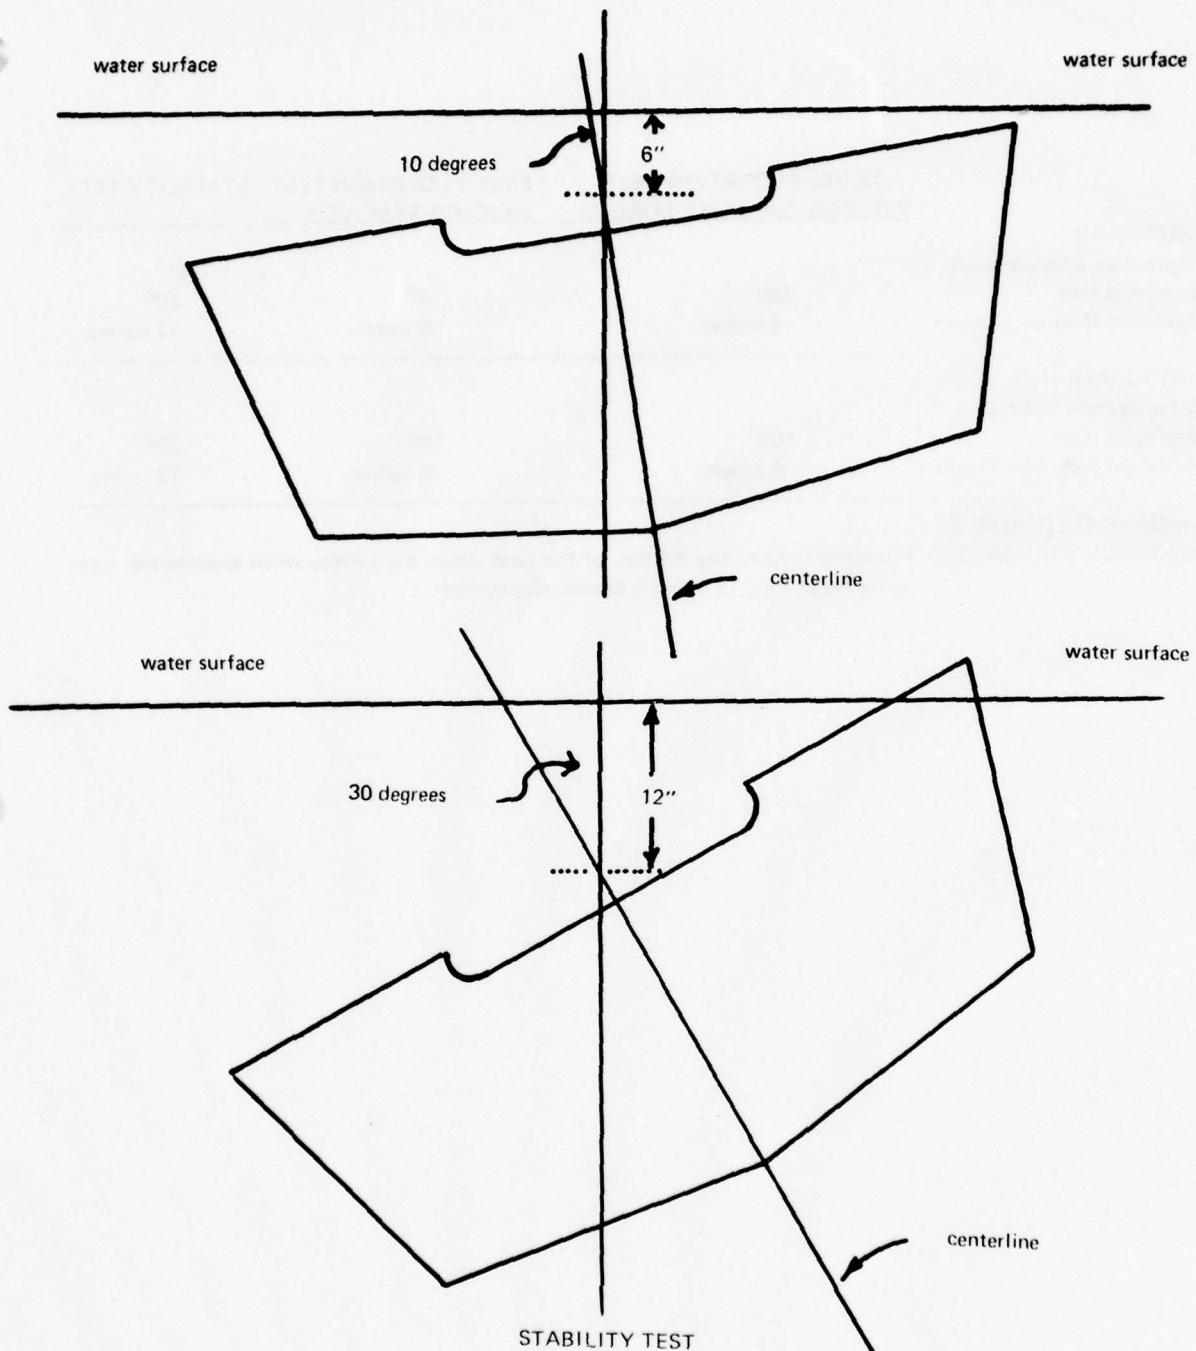 water surface
water surface
10 degrees
6”
centerline
water surface
water surface
30 degrees
12”
centerline
STABILITY TEST